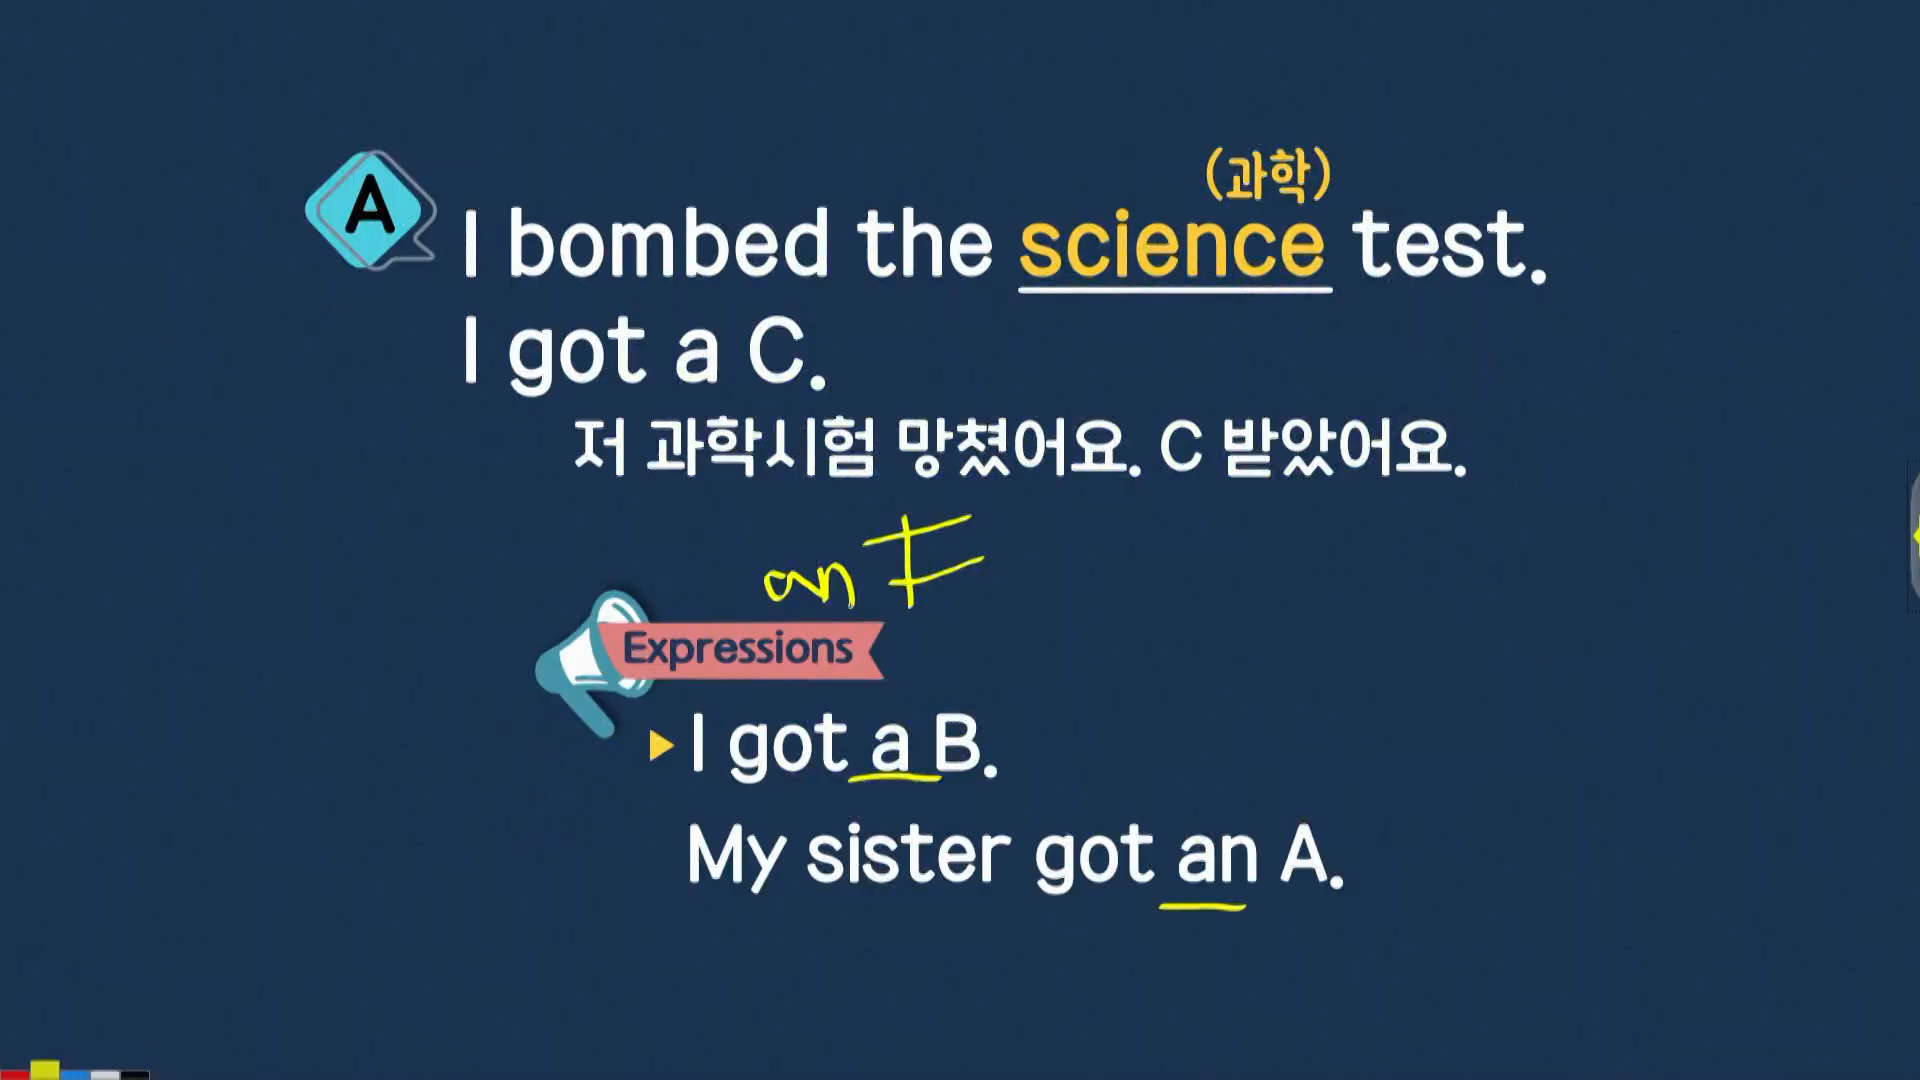 (과학)
A
I bombed the science test.
I got a C.
저 과학시험 망쳤어요. C 받았어요.
an F
Expressions
I got a B.
My sister got an A.